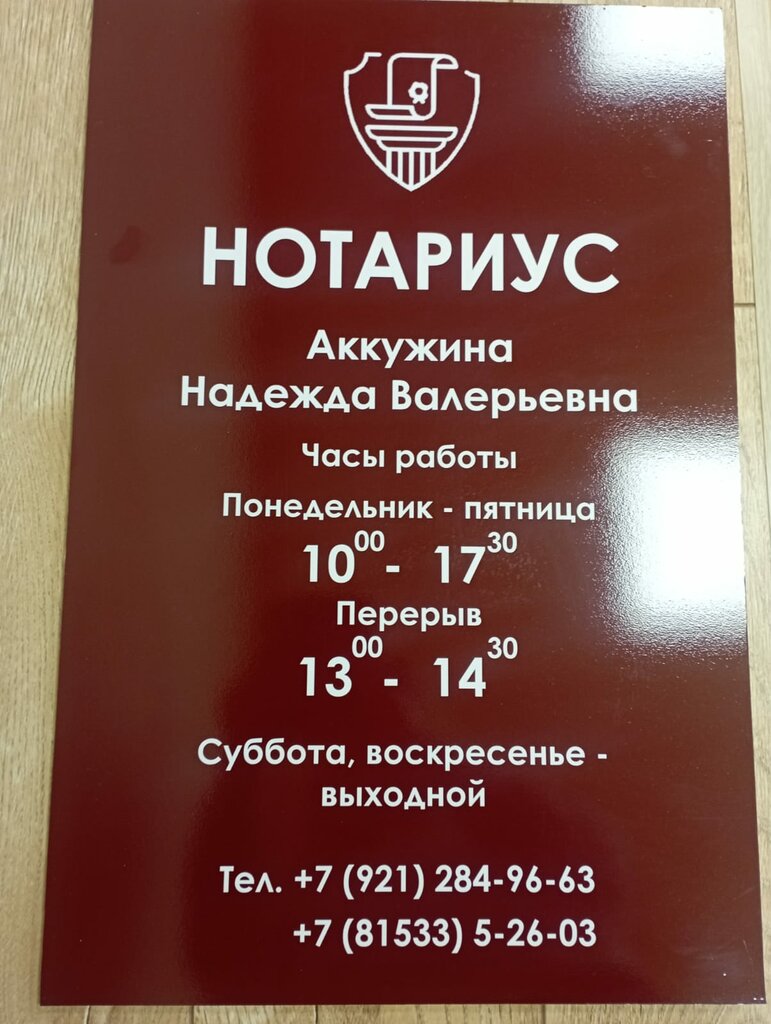 НОТАРИУС
Аккужина
Надежда Валерьевна
Часы работы
Понедельник - пятница
10⁰⁰ - 17³⁰
Перерыв
13⁰⁰ - 14³⁰
Суббота, воскресенье -
выходной
Тел. +7 (921) 284-96-63
+7 (81533) 5-26-03